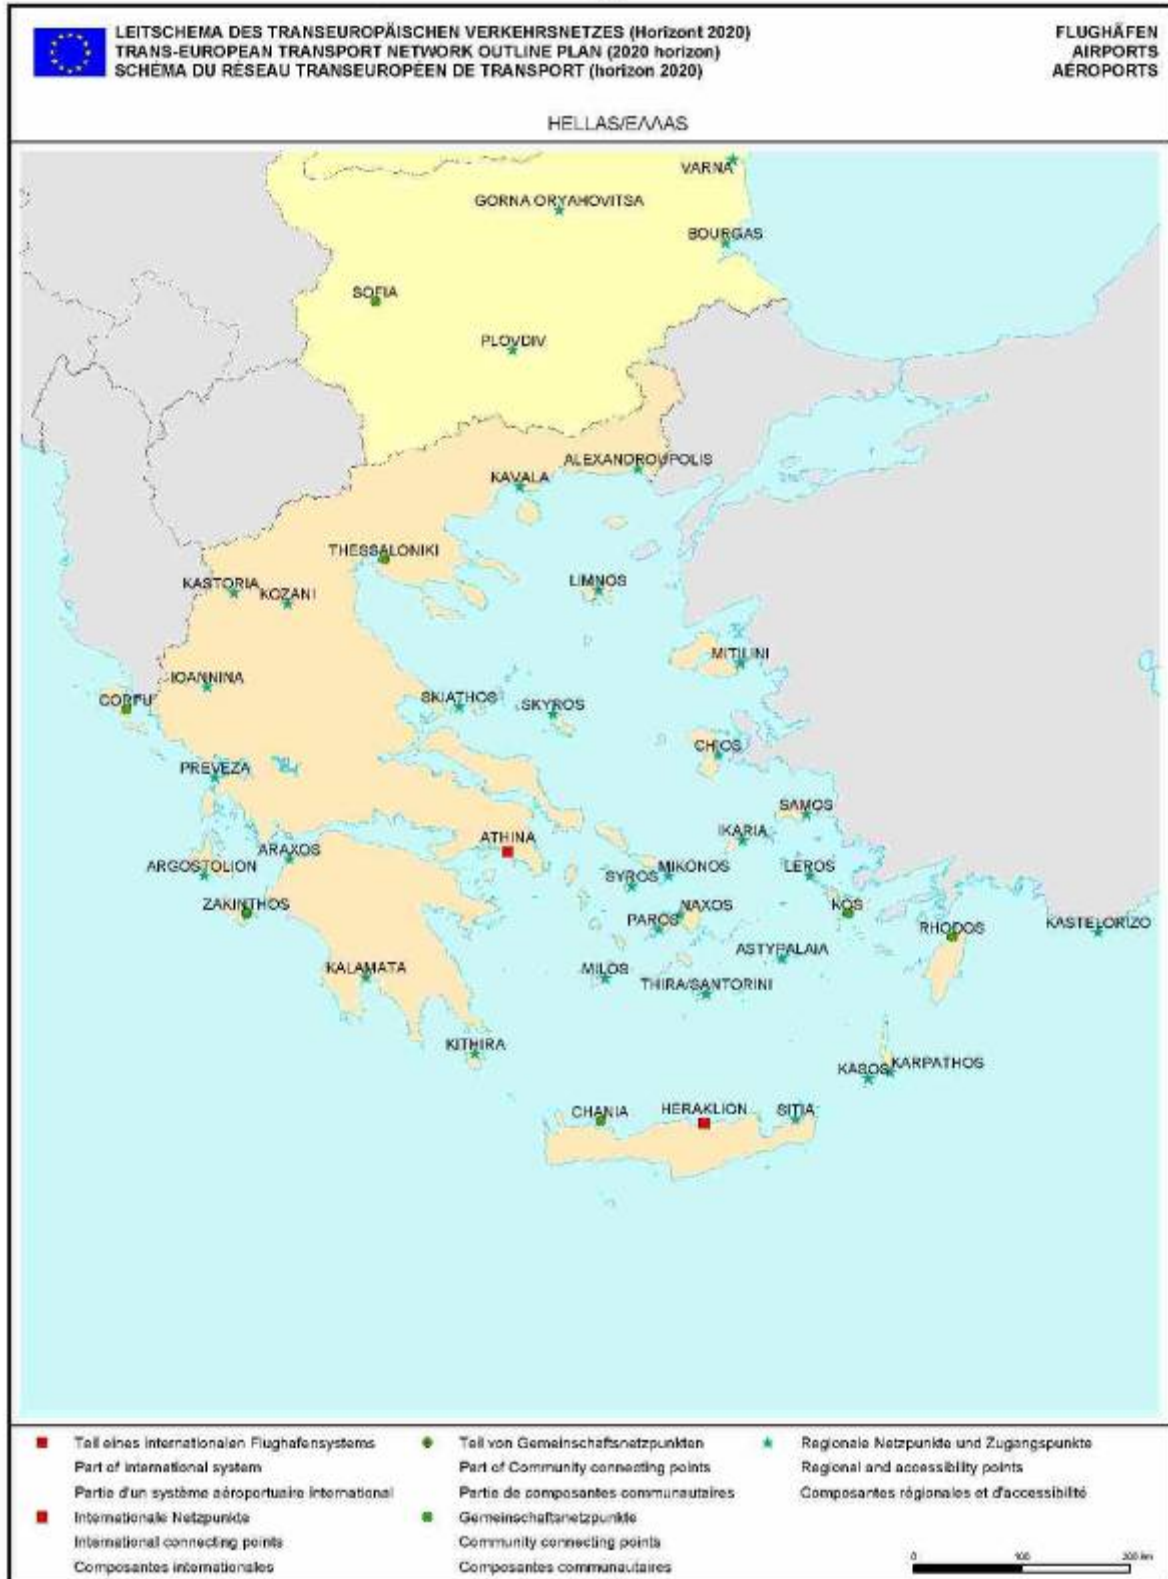 LEITSCHEMA DES TRANSEUROPÄISCHEN VERKEHRSNETZES (Horizont 2020)
TRANS-EUROPEAN TRANSPORT NETWORK OUTLINE PLAN (2020 horizon)
SCHÉMA DU RÉSEAU TRANSEUROPÉEN DE TRANSPORT (horizon 2020)
FLUGHÄFEN
AIRPORTS
AÉROPORTS
HELLAS/ΕΛΛΑΣ
VARNA
GORNA ORYAHOVITSA
BOURGAS
SOFIA
PLOVDIV
ALEXANDROUPOLIS
KAVALA
THESSALONIKI
KASTORIA
KOZANI
LIMNOS
MITILINI
IOANNINA
CORFU
SKIATHOS
SKYROS
CHIOS
PREVEZA
SAMOS
ATHINA
IKARIA
ARAXOS
ARGOSTOLION
MIKONOS
LEROS
SYROS
ZAKINTHOS
NAXOS
KOS
PAROS
RHODOS
KASTELORIZO
ASTYPALAIA
KALAMATA
MILOS
THIRA/SANTORINI
KITHIRA
KASOS
KARPATHOS
CHANIA
HERAKLION
SITIA
Teil eines internationalen Flughafensystems
Part of international system
Partie d'un système aéroportuaire international
Internationale Netzpunkte
International connecting points
Composantes internationales
Teil von Gemeinschaftsnetzpunkten
Part of Community connecting points
Partie de composantes communautaires
Gemeinschaftsnetzpunkte
Community connecting points
Composantes communautaires
Regionale Netzpunkte und Zugangspunkte
Regional and accessibility points
Composantes régionales et d'accessibilité
0 100 200 km